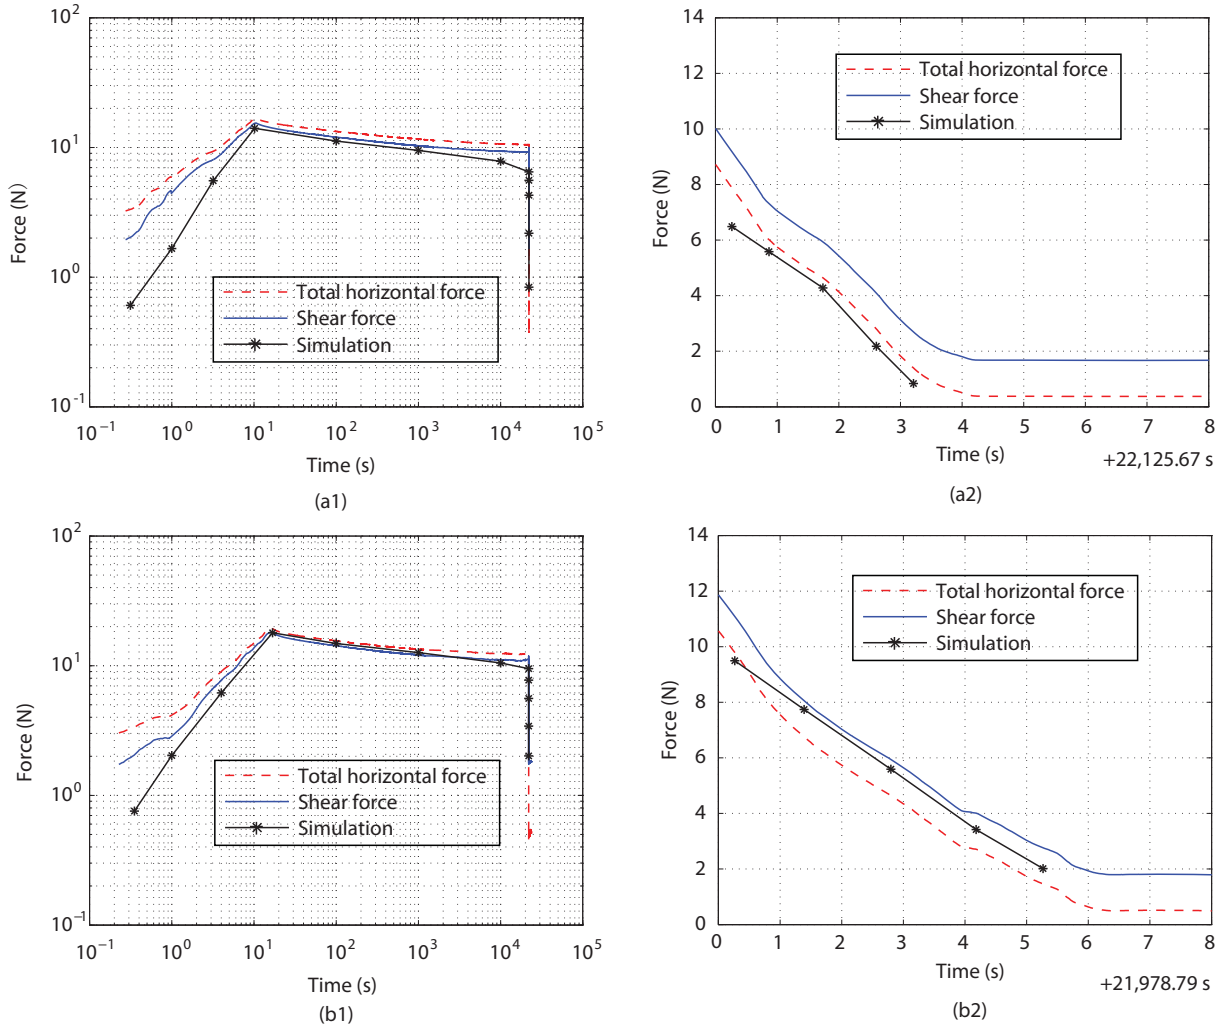 10² 10¹ 10⁰ 10⁻¹
Force (N)
Total horizontal force
Shear force
Simulation
10⁻¹ 10⁰ 10¹ 10² 10³ 10⁴ 10⁵
Time (s)
(a1)
14 12 10 8 6 4 2 0
Force (N)
Total horizontal force
Shear force
Simulation
0 1 2 3 4 5 6 7 8
Time (s)
+22,125.67 s
(a2)
10² 10¹ 10⁰ 10⁻¹
Force (N)
Total horizontal force
Shear force
Simulation
10⁻¹ 10⁰ 10¹ 10² 10³ 10⁴ 10⁵
Time (s)
(b1)
14 12 10 8 6 4 2 0
Force (N)
Total horizontal force
Shear force
Simulation
0 1 2 3 4 5 6 7 8
Time (s)
+21,978.79 s
(b2)